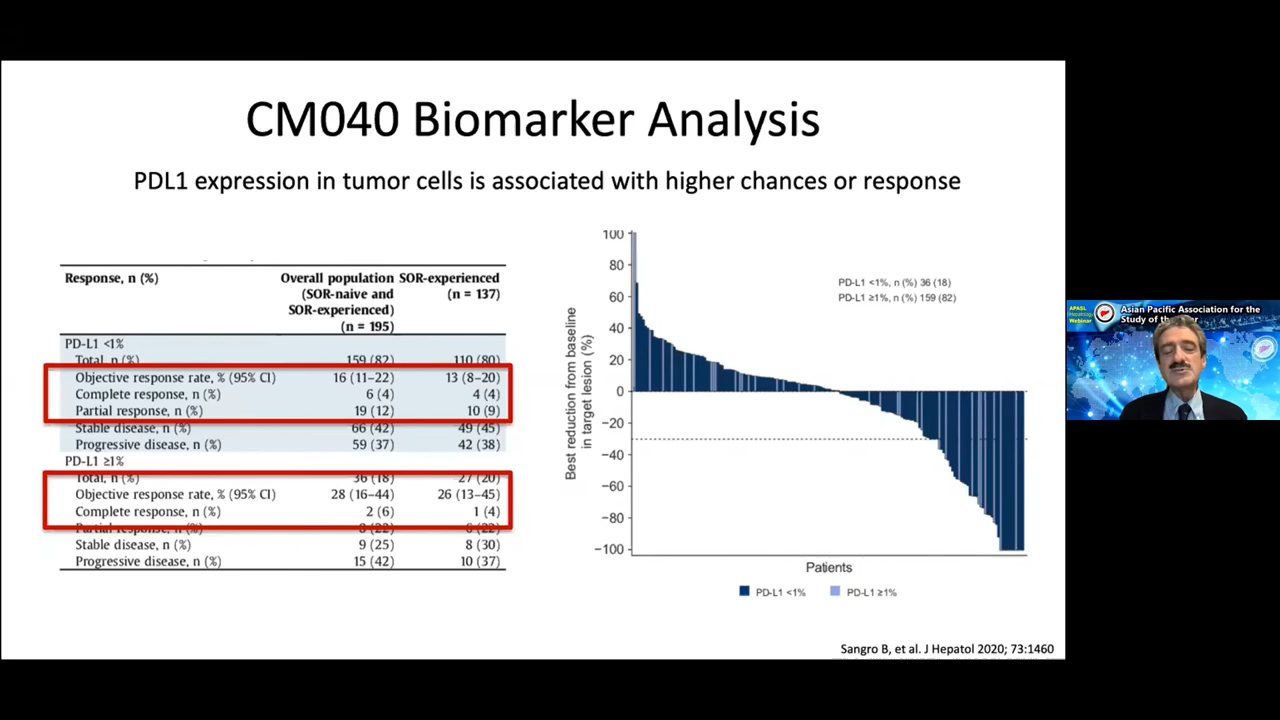 CM040 Biomarker Analysis
PDL1 expression in tumor cells is associated with higher chances or response
Response, n (%) Overall population SOR-experienced
(SOR-naive and (n = 137)
SOR-experienced)
(n = 195)
PD-L1 <1%
Total, n (%) 159 (82) 110 (80)
Objective response rate, % (95% CI) 16 (11–22) 13 (8–20)
Complete response, n (%) 6 (4) 4 (4)
Partial response, n (%) 19 (12) 10 (9)
Stable disease, n (%) 66 (42) 49 (45)
Progressive disease, n (%) 59 (37) 42 (38)
PD-L1 ≥1%
Total, n (%) 36 (18) 27 (20)
Objective response rate, % (95% CI) 28 (16–44) 26 (13–45)
Complete response, n (%) 2 (6) 1 (4)
Partial response, n (%) 8 (22) 6 (22)
Stable disease, n (%) 9 (25) 8 (30)
Progressive disease, n (%) 15 (42) 10 (37)
Best reduction from baseline
in target lesion (%)
100
80
60
40
20
0
−20
−40
−60
−80
−100
PD-L1 <1%, n (%) 36 (18)
PD-L1 ≥1%, n (%) 159 (82)
Patients
PD-L1 <1% PD-L1 ≥1%
Sangro B, et al. J Hepatol 2020; 73:1460
APASL
Hepatology
Webinar
Asian Pacific Association for the
Study of the